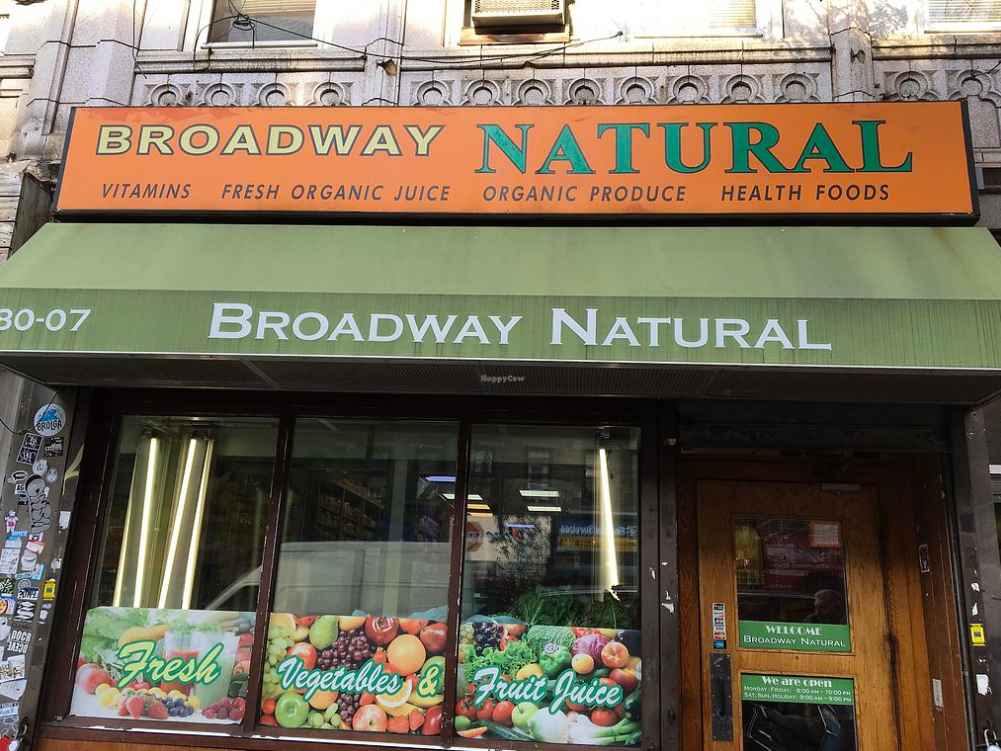 BROADWAY NATURAL
VITAMINS FRESH ORGANIC JUICE ORGANIC PRODUCE HEALTH FOODS
80-07 BROADWAY NATURAL
HappyCow
BROLGA
Fresh
Vegetables &
Fruit Juice
WELCOME
BROADWAY NATURAL
We are open
MONDAY-FRIDAY: 8:00 AM - 10:00 PM
SAT, SUN, HOLIDAY: 9:00 AM - 9:00 PM